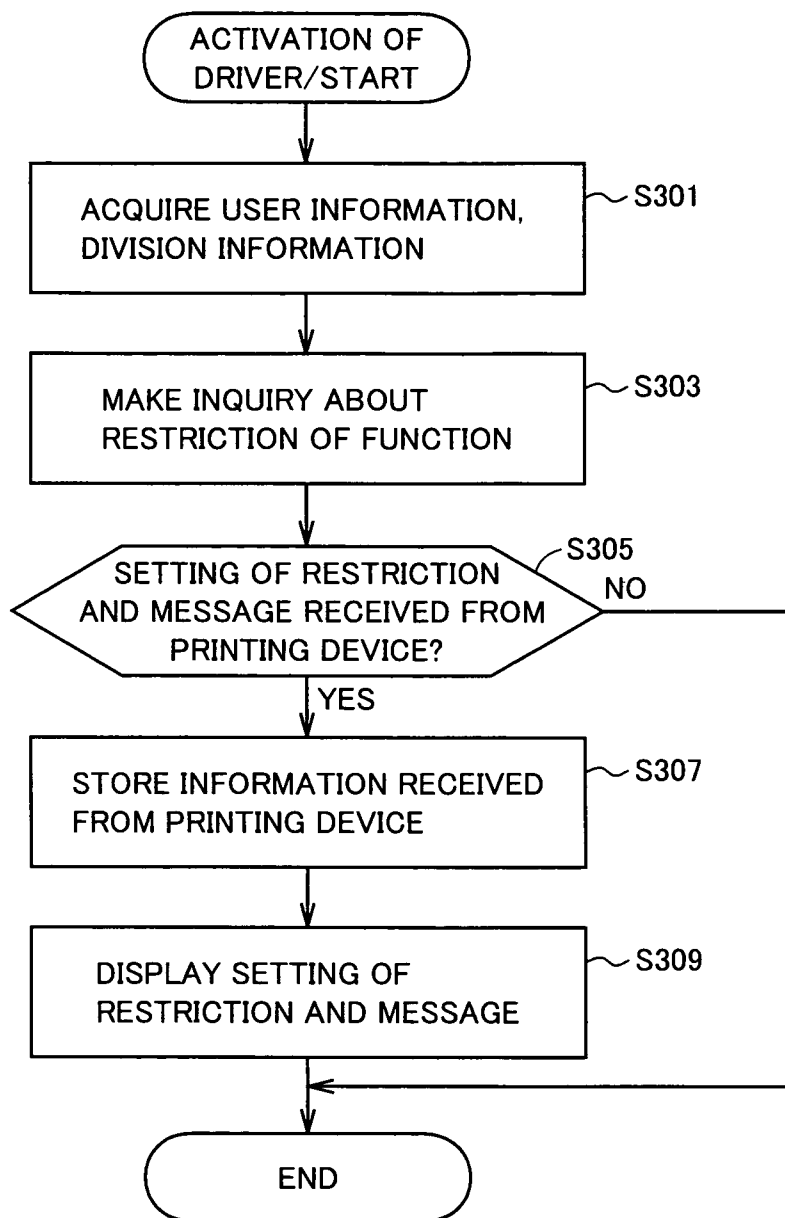 ACTIVATION OF
DRIVER/START
ACQUIRE USER INFORMATION,
DIVISION INFORMATION
S301
MAKE INQUIRY ABOUT
RESTRICTION OF FUNCTION
S303
S305
SETTING OF RESTRICTION
AND MESSAGE RECEIVED FROM
PRINTING DEVICE?
NO
YES
STORE INFORMATION RECEIVED
FROM PRINTING DEVICE
S307
DISPLAY SETTING OF
RESTRICTION AND MESSAGE
S309
END